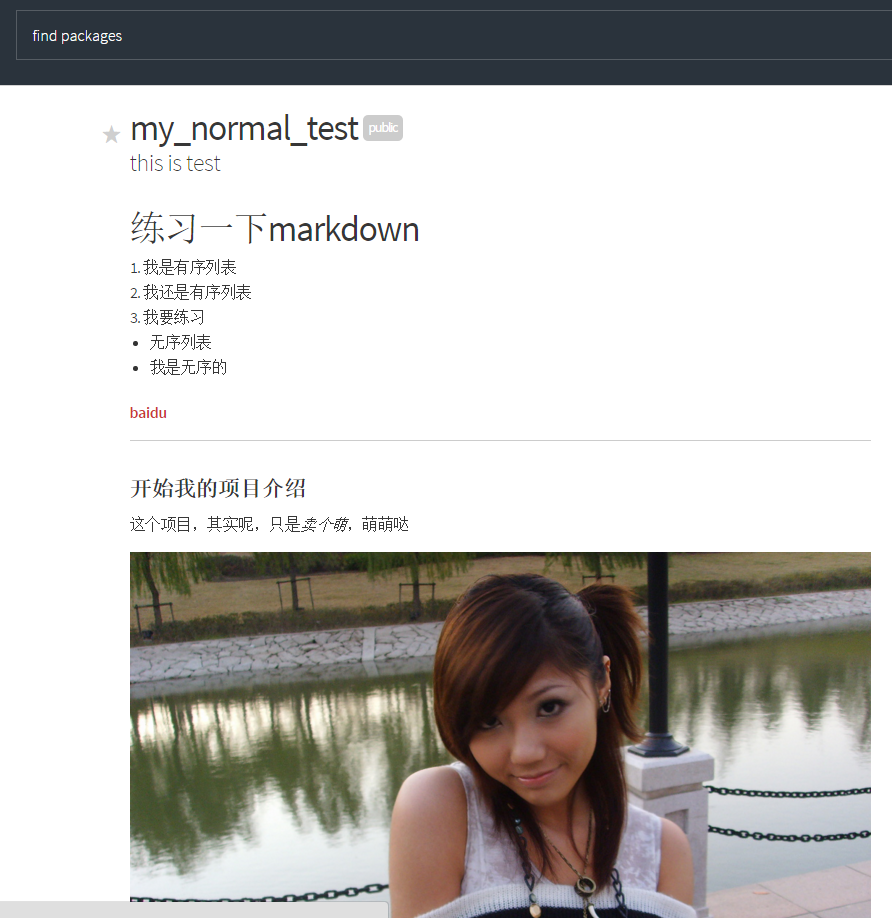 find packages
my_normal_test public
this is test
练习一下markdown
1. 我是有序列表
2. 我还是有序列表
3. 我要练习
• 无序列表
• 我是无序的
baidu
开始我的项目介绍
这个项目，其实呢，只是卖个萌，萌萌哒